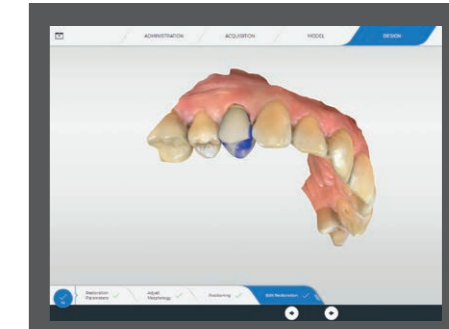 ADMINISTRATION
ACQUISITION
MODEL
DESIGN
Restoration
Parameters
Adjust
Morphology
Positioning
Edit Restoration